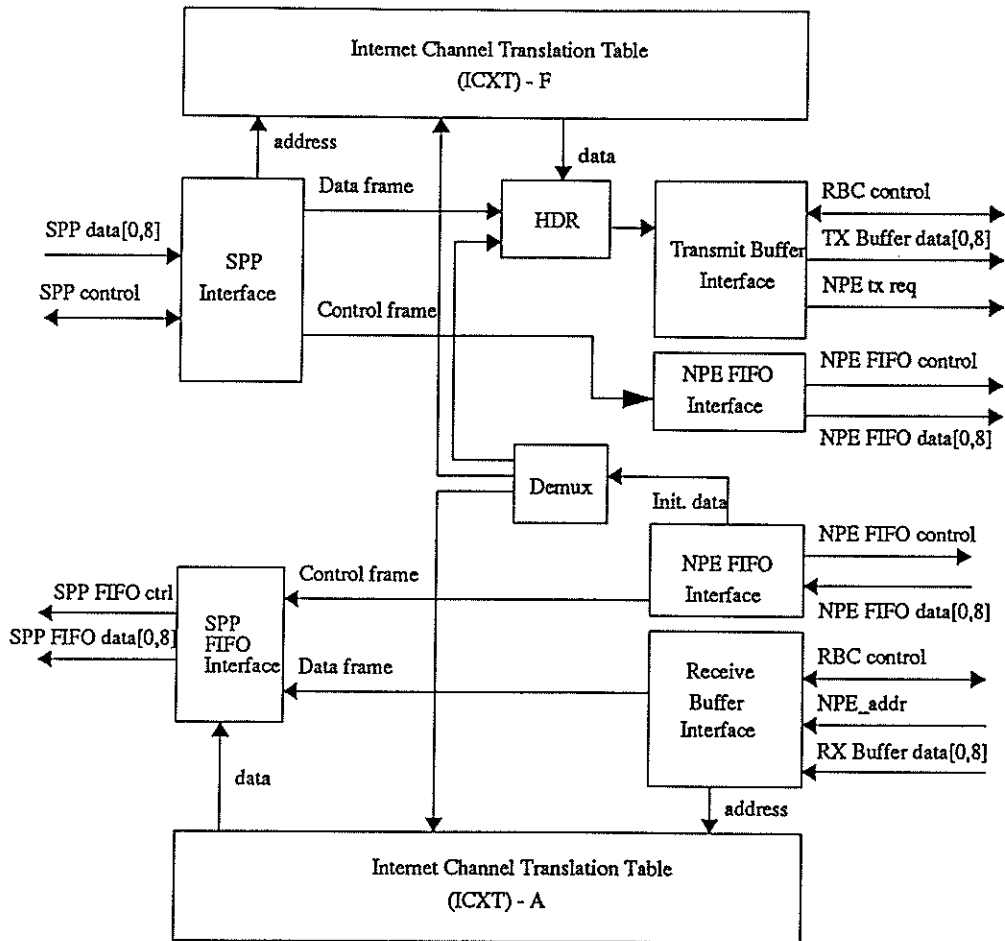 Internet Channel Translation Table
(ICXT) - F
address
data
Data frame
RBC control
SPP data[0,8]
HDR
TX Buffer data[0,8]
SPP
Interface
Transmit Buffer
Interface
SPP control
NPE tx req
Control frame
NPE FIFO control
NPE FIFO
Interface
NPE FIFO data[0,8]
Demux
Init. data
NPE FIFO control
NPE FIFO
Interface
Control frame
SPP FIFO ctrl
NPE FIFO data[0,8]
SPP
FIFO
Interface
SPP FIFO data[0,8]
Data frame
Receive
Buffer
Interface
RBC control
NPE_addr
RX Buffer data[0,8]
data
address
Internet Channel Translation Table
(ICXT) - A